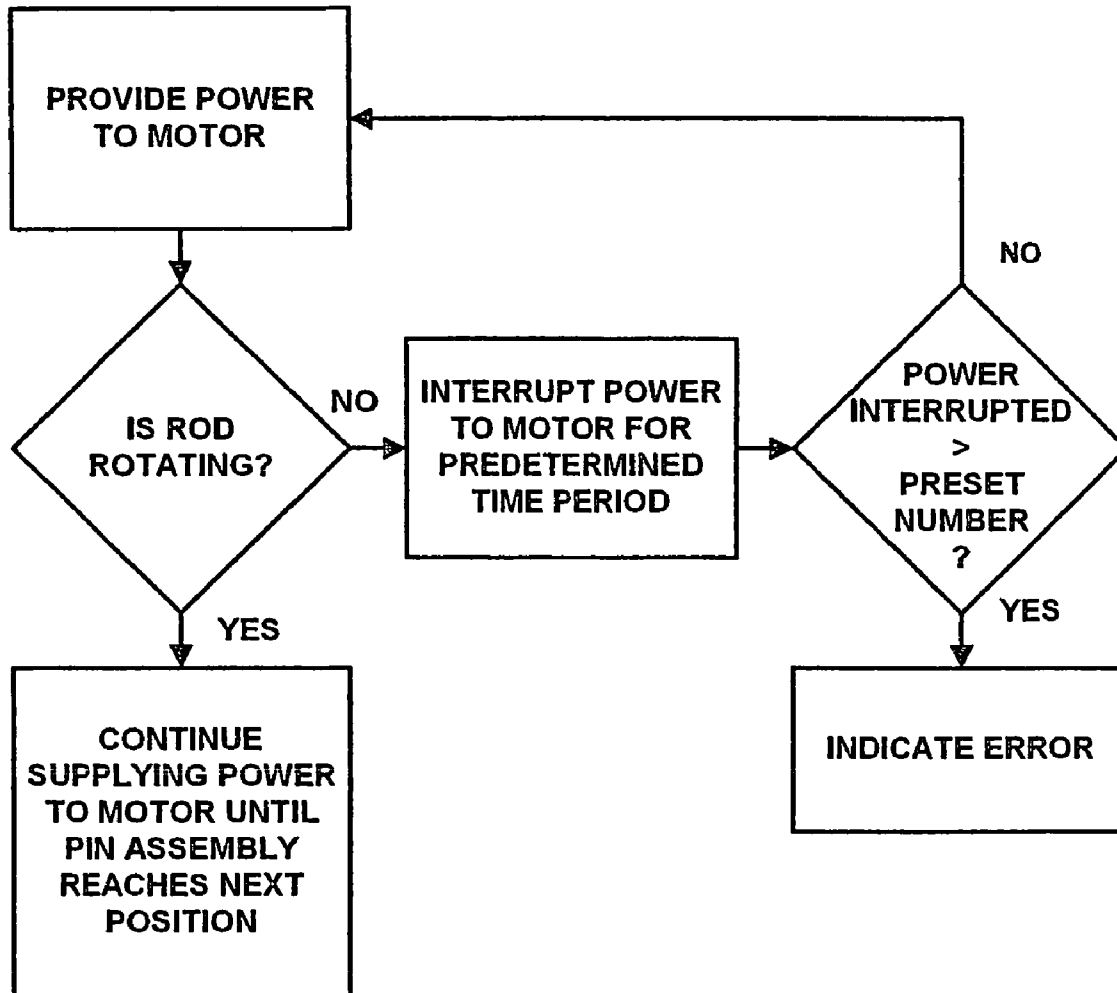 PROVIDE POWER
TO MOTOR
NO
IS ROD
ROTATING?
NO
INTERRUPT POWER
TO MOTOR FOR
PREDETERMINED
TIME PERIOD
POWER
INTERRUPTED
>
PRESET
NUMBER
?
YES
YES
CONTINUE
SUPPLYING POWER
TO MOTOR UNTIL
PIN ASSEMBLY
REACHES NEXT
POSITION
INDICATE ERROR